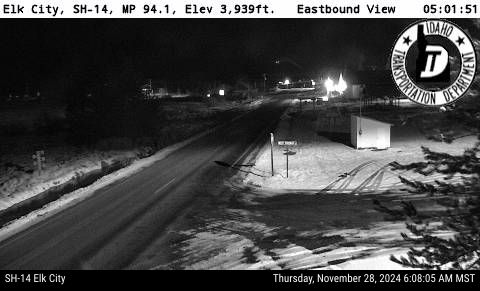 Elk City, SH-14, MP 94.1, Elev 3,939ft.   Eastbound View   05:01:51
IDAHO
TRANSPORTATION DEPARTMENT
SH-14 Elk City
Thursday, November 28, 2024 6:08:05 AM MST